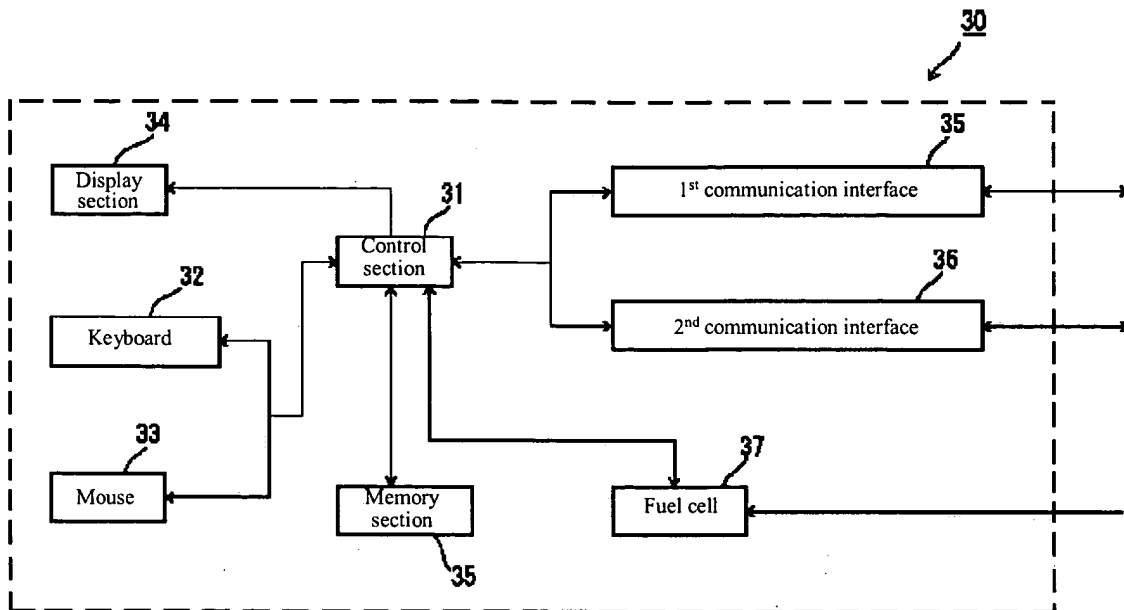 30
34
Display
section
31
Control
section
35
1st communication interface
32
Keyboard
36
2nd communication interface
33
Mouse
Memory
section
35
37
Fuel cell